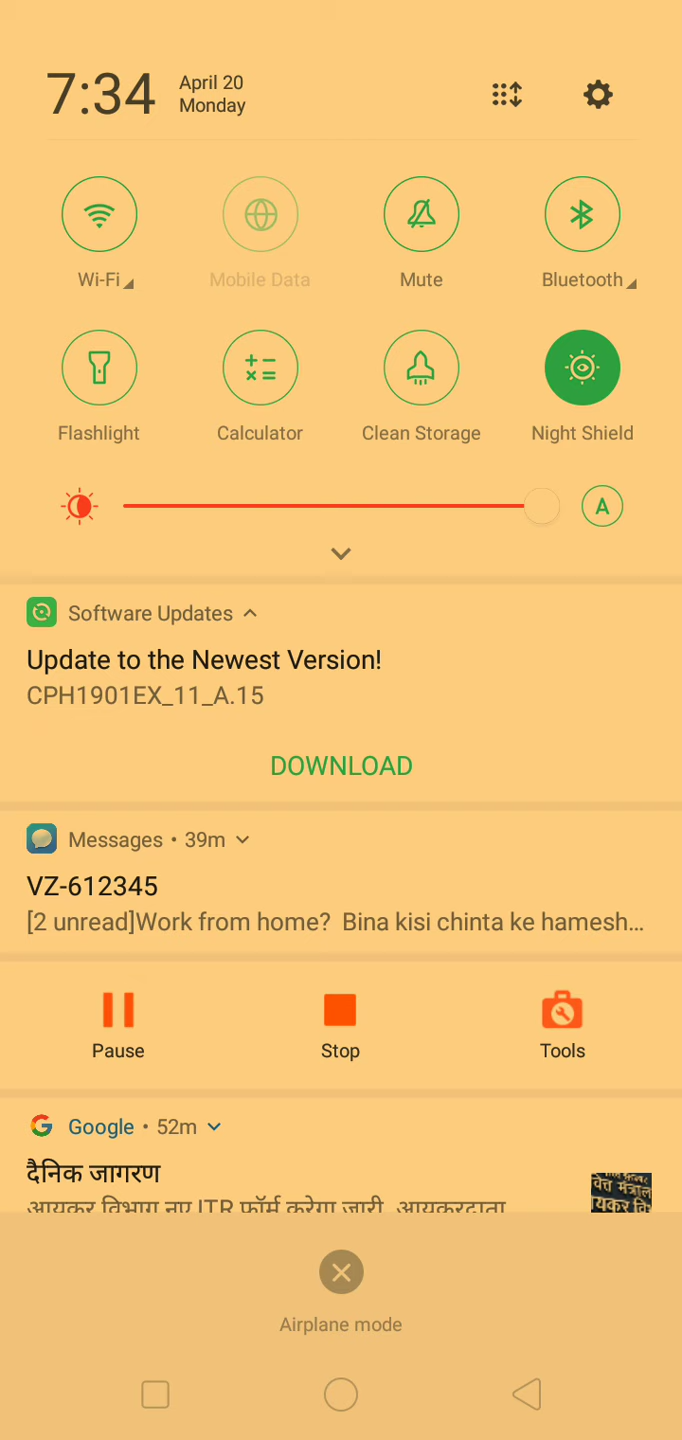 7:34
April 20
Monday
Wi-Fi
Mobile Data
Mute
Bluetooth
Flashlight
Calculator
Clean Storage
Night Shield
A
Software Updates
Update to the Newest Version!
CPH1901EX_11_A.15
DOWNLOAD
Messages • 39m
VZ-612345
[2 unread]Work from home?  Bina kisi chinta ke hamesh...
Pause
Stop
Tools
Google • 52m
दैनिक जागरण
आयकर विभाग नए ITR फॉर्म करेगा जारी, आयकरदाता
Airplane mode